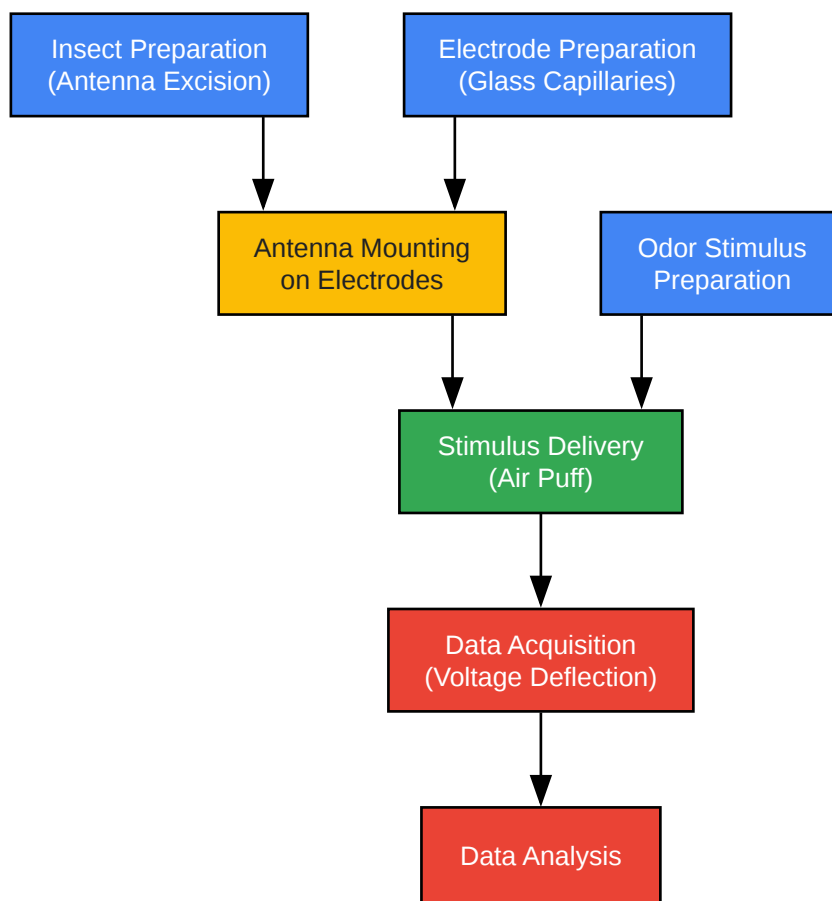 Insect Preparation
(Antenna Excision)
Electrode Preparation
(Glass Capillaries)
Antenna Mounting
on Electrodes
Odor Stimulus
Preparation
Stimulus Delivery
(Air Puff)
Data Acquisition
(Voltage Deflection)
Data Analysis